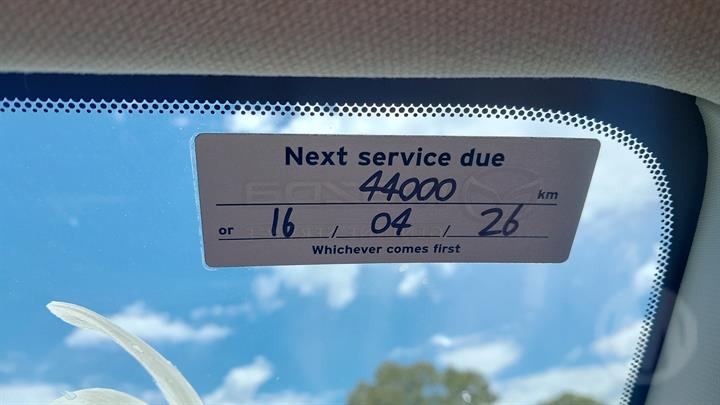 Next service due
44000 km
or 16 / 04 / 26
Whichever comes first